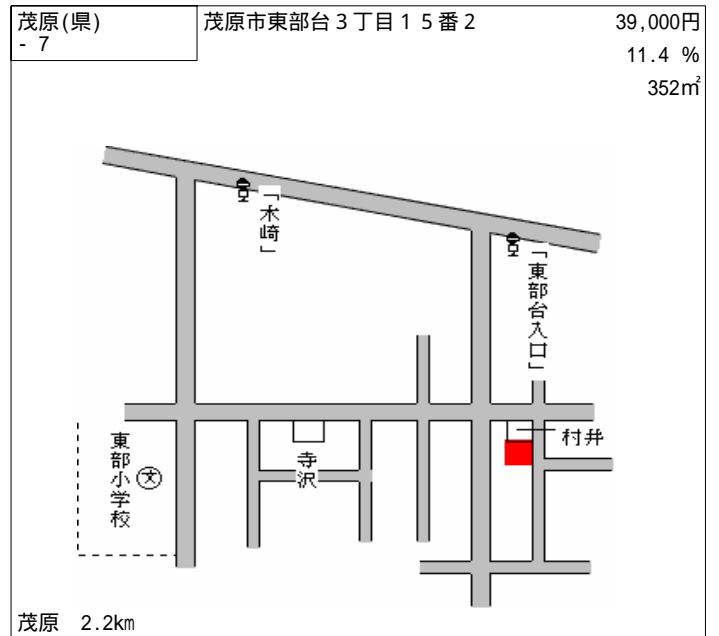 茂原(県)
- 7
茂原市東部台３丁目１５番２
39,000円
11.4 %
352㎡
「木崎」
「東部台入口」
村井
寺沢
東部小学校
文
茂原 2.2km